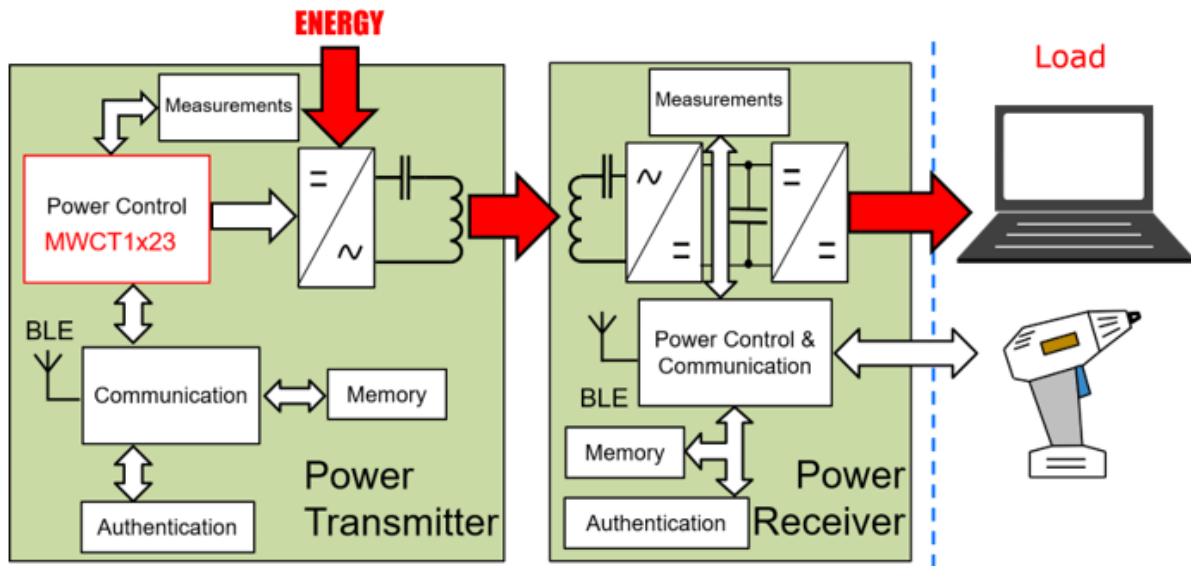 ENERGY
Load
Measurements
Measurements
Power Control
MWCT1x23
BLE
Power Control &
Communication
Communication
Memory
BLE
Memory
Power
Transmitter
Power
Receiver
Authentication
Authentication